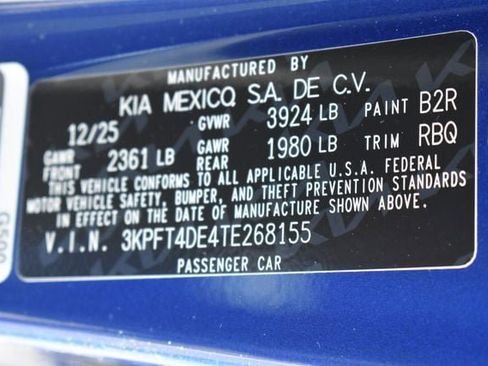 MANUFACTURED BY
KIA MEXICO, S.A. DE C.V.
12/25 GVWR 3924 LB PAINT B2R
GAWR FRONT 2361 LB GAWR REAR 1980 LB TRIM RBQ
THIS VEHICLE CONFORMS TO ALL APPLICABLE U.S.A. FEDERAL
MOTOR VEHICLE SAFETY, BUMPER, AND THEFT PREVENTION STANDARDS
IN EFFECT ON THE DATE OF MANUFACTURE SHOWN ABOVE.
V.I.N. 3KPFT4DE4TE268155
PASSENGER CAR
G500